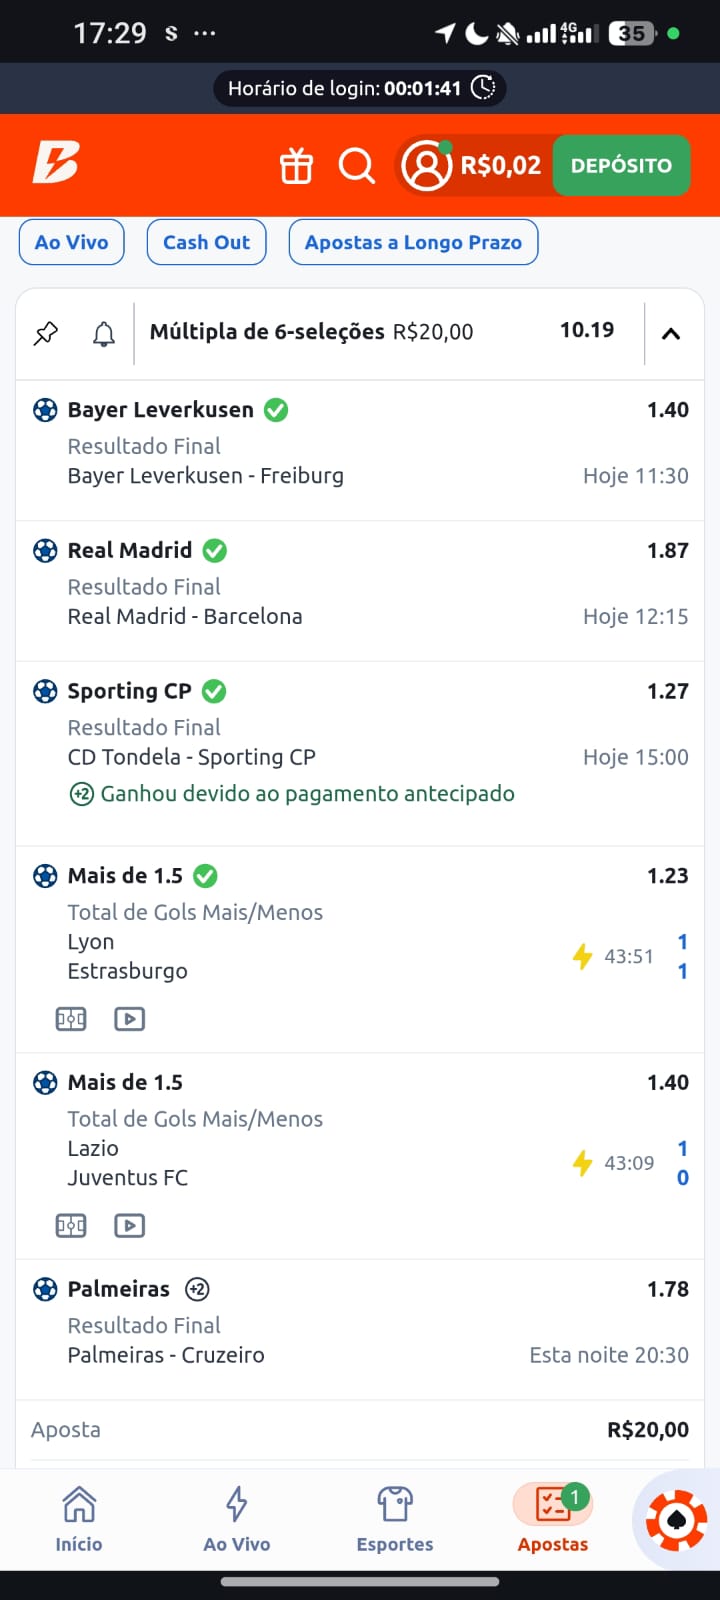 17:29 S ...
4G
35
Horário de login: 00:01:41
B
R$0,02
DEPÓSITO
Ao Vivo
Cash Out
Apostas a Longo Prazo
Múltipla de 6-seleções R$20,00 10.19
Bayer Leverkusen 1.40
Resultado Final
Bayer Leverkusen - Freiburg Hoje 11:30
Real Madrid 1.87
Resultado Final
Real Madrid - Barcelona Hoje 12:15
Sporting CP 1.27
Resultado Final
CD Tondela - Sporting CP Hoje 15:00
+2 Ganhou devido ao pagamento antecipado
Mais de 1.5 1.23
Total de Gols Mais/Menos
Lyon 1
43:51
Estrasburgo 1
Mais de 1.5 1.40
Total de Gols Mais/Menos
Lazio 1
43:09
Juventus FC 0
Palmeiras +2 1.78
Resultado Final
Palmeiras - Cruzeiro Esta noite 20:30
Aposta R$20,00
1
Início
Ao Vivo
Esportes
Apostas